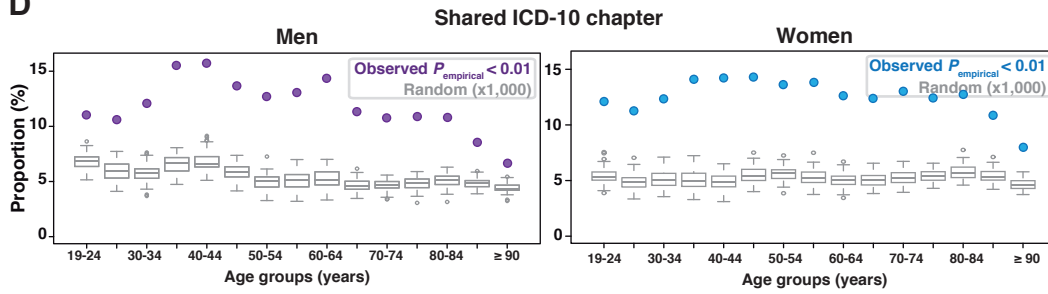 D
Shared ICD-10 chapter
Men
Women
Proportion (%)
15
10
5
0
Observed P empirical < 0.01
Random (x1,000)
19-24 30-34 40-44 50-54 60-64 70-74 80-84 ≥ 90
Age groups (years)
15
10
5
0
Observed P empirical < 0.01
Random (x1,000)
19-24 30-34 40-44 50-54 60-64 70-74 80-84 ≥ 90
Age groups (years)